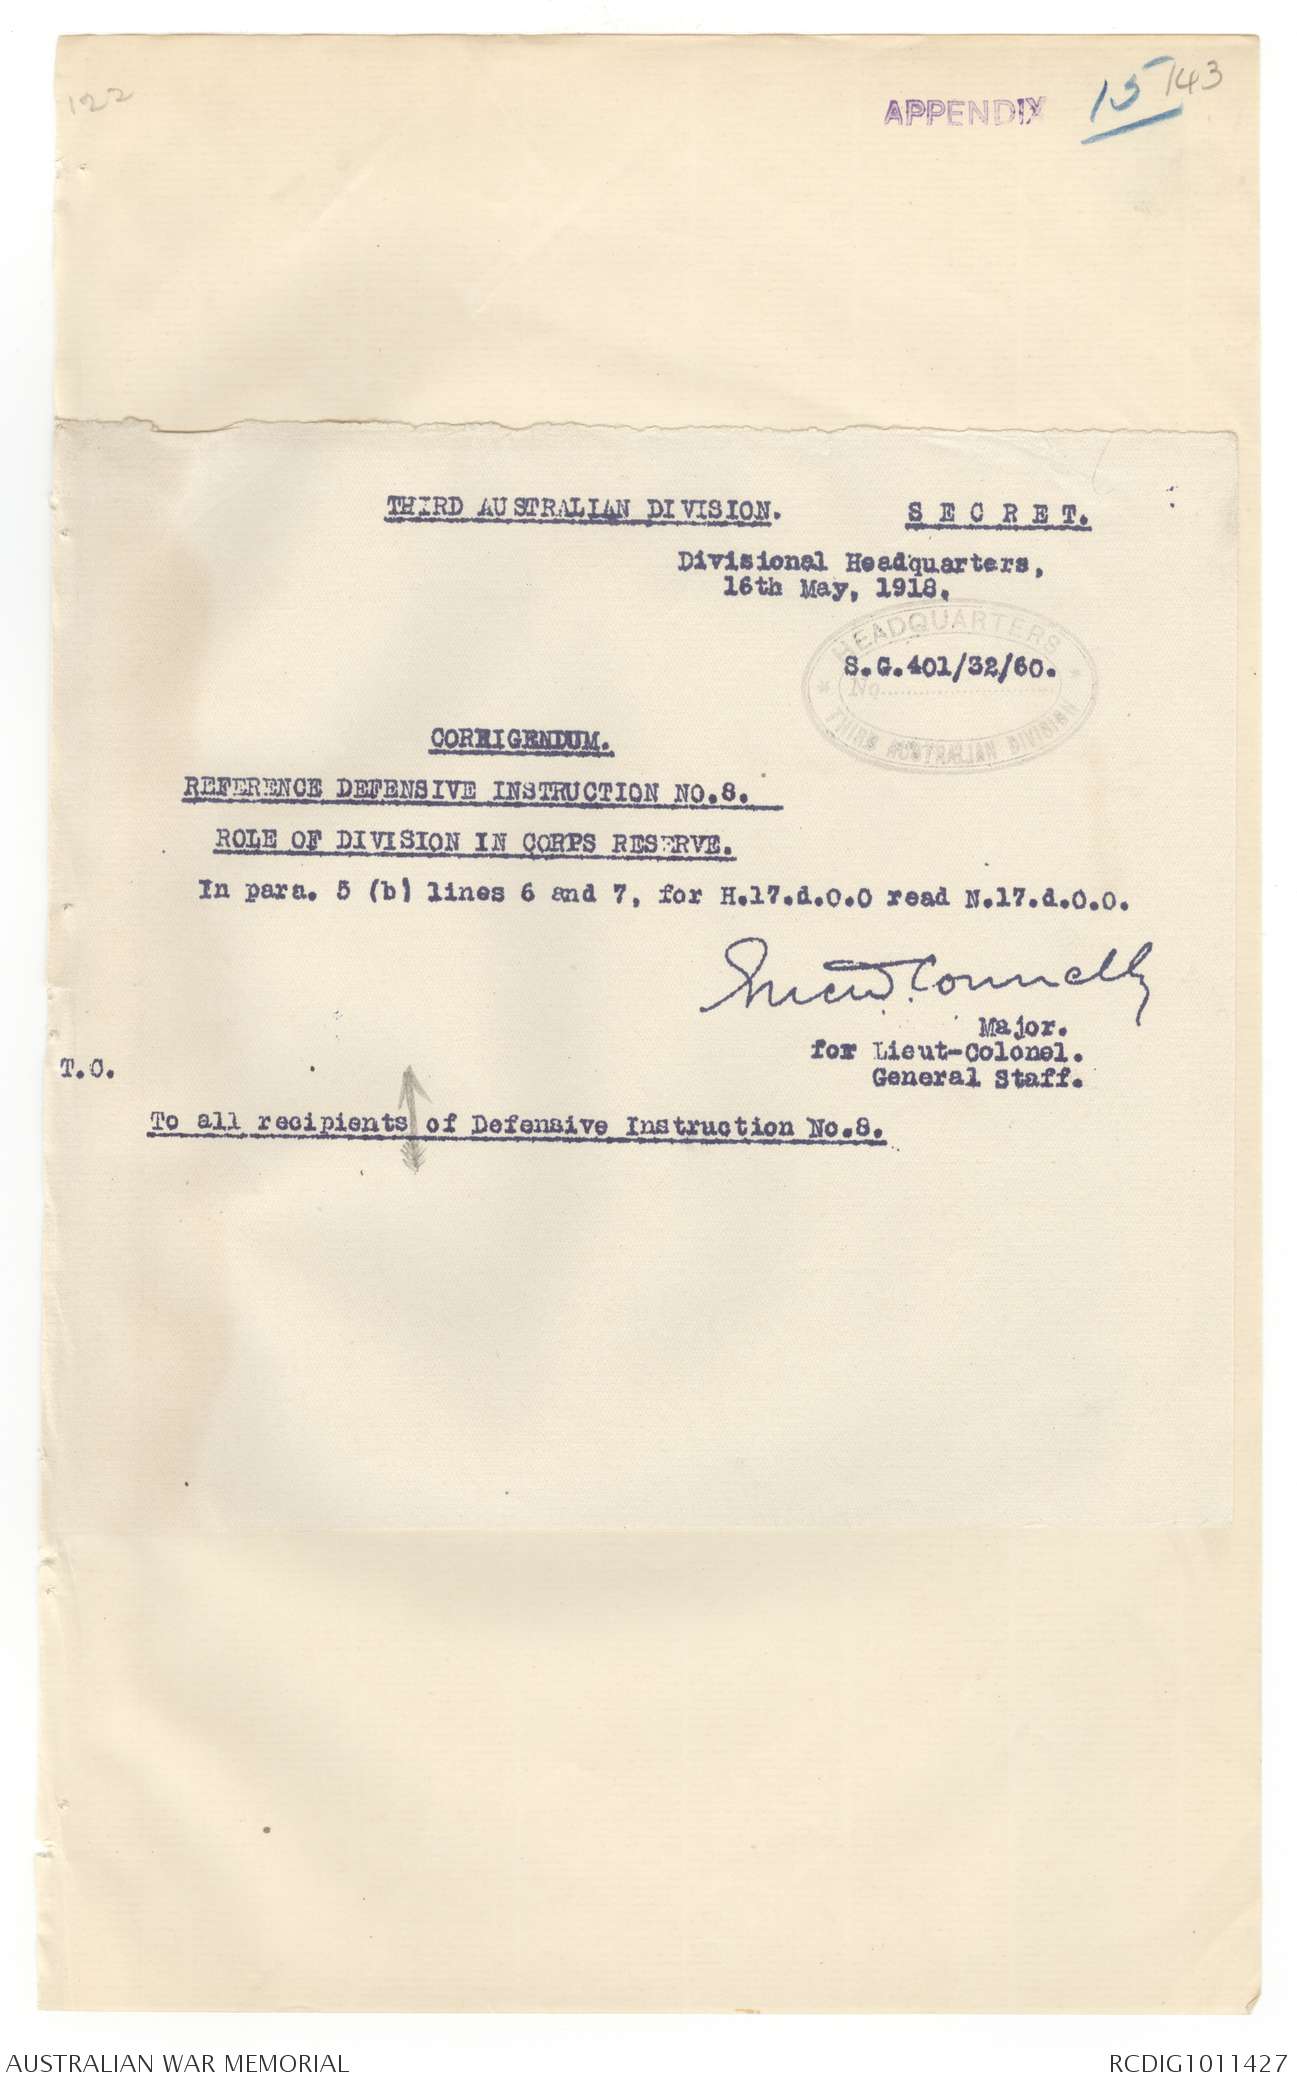 122
APPENDIX 15 143
THIRD AUSTRALIAN DIVISION. S E C R E T.
Divisional Headquarters,
16th May, 1918.
HEADQUARTERS
S.G.401/32/60.
No
THIRD AUSTRALIAN DIVISION
CORRIGENDUM.
REFERENCE DEFENSIVE INSTRUCTION NO.8.
ROLE OF DIVISION IN CORPS RESERVE.
In para. 5 (b) lines 6 and 7, for H.17.d.0.0 read N.17.d.0.0.
Connelly
Major.
for Lieut-Colonel.
General Staff.
T.C.
To all recipients of Defensive Instruction No.8.
AUSTRALIAN WAR MEMORIAL
RCDIG1011427